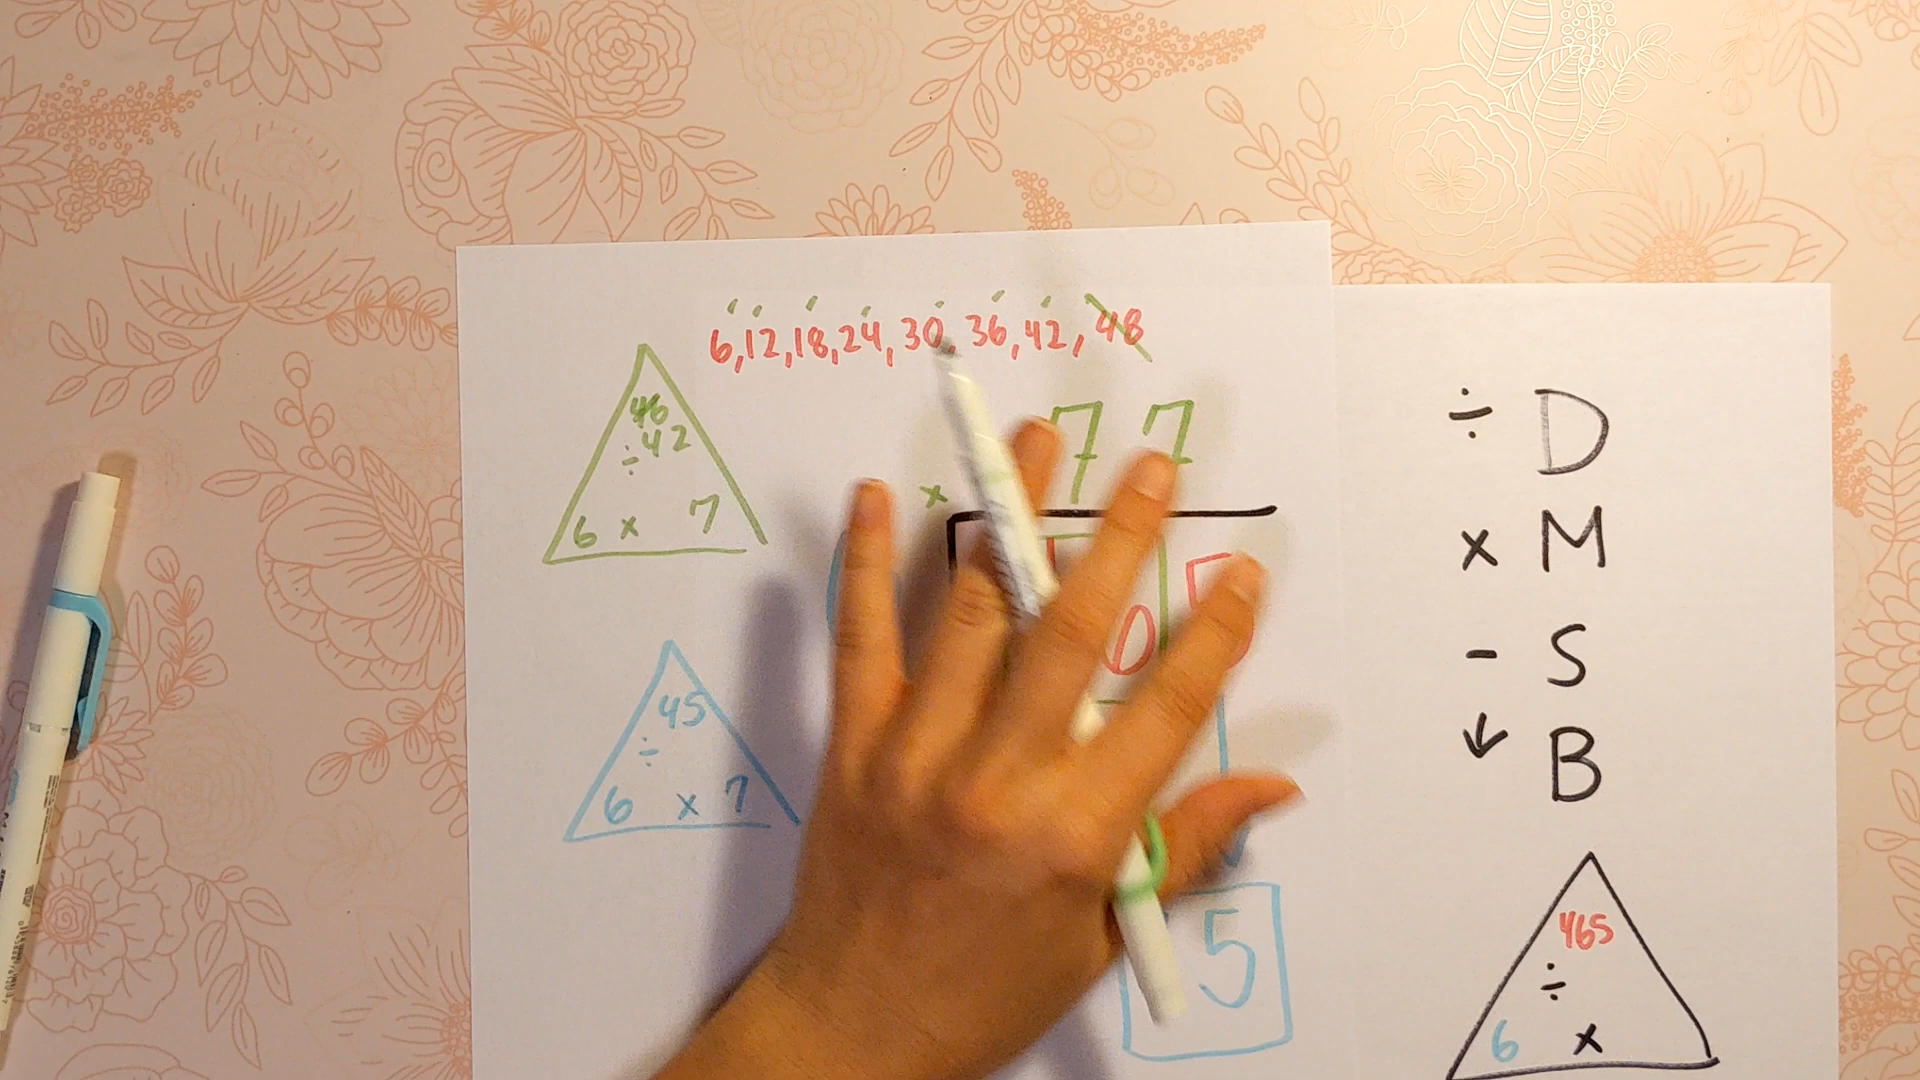 6, 12, 18, 24, 30, 36, 42, 48
46
÷ 42
6 x 7
77
x
45
÷
6 x 7
5
÷ D
x M
- S
↓ B
465
÷
6 x